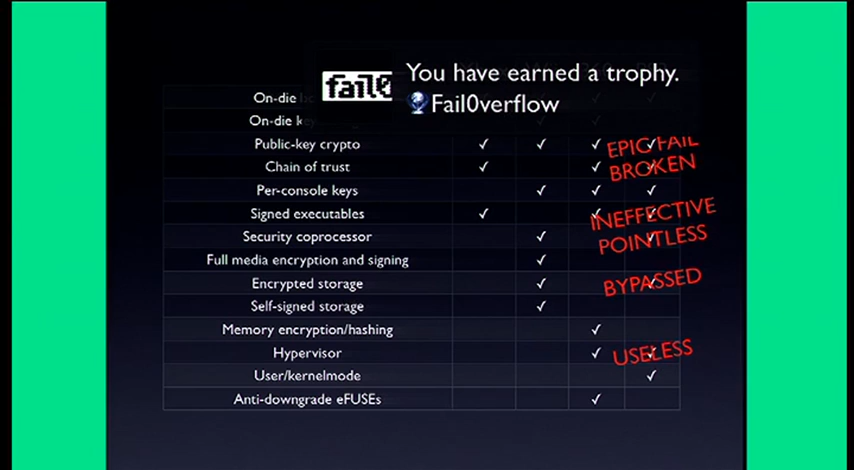 fail0
You have earned a trophy.
Fail0verflow
On-die
On-die
Public-key crypto ✓ ✓ ✓ ✓ EPIC FAIL
Chain of trust ✓ ✓ BROKEN
Per-console keys ✓ ✓ ✓
Signed executables ✓ ✓ ✓ INEFFECTIVE
Security coprocessor ✓ ✓ POINTLESS
Full media encryption and signing ✓
Encrypted storage ✓ ✓ BYPASSED
Self-signed storage ✓
Memory encryption/hashing ✓
Hypervisor ✓ ✓ USELESS
User/kernelmode ✓
Anti-downgrade eFUSEs ✓